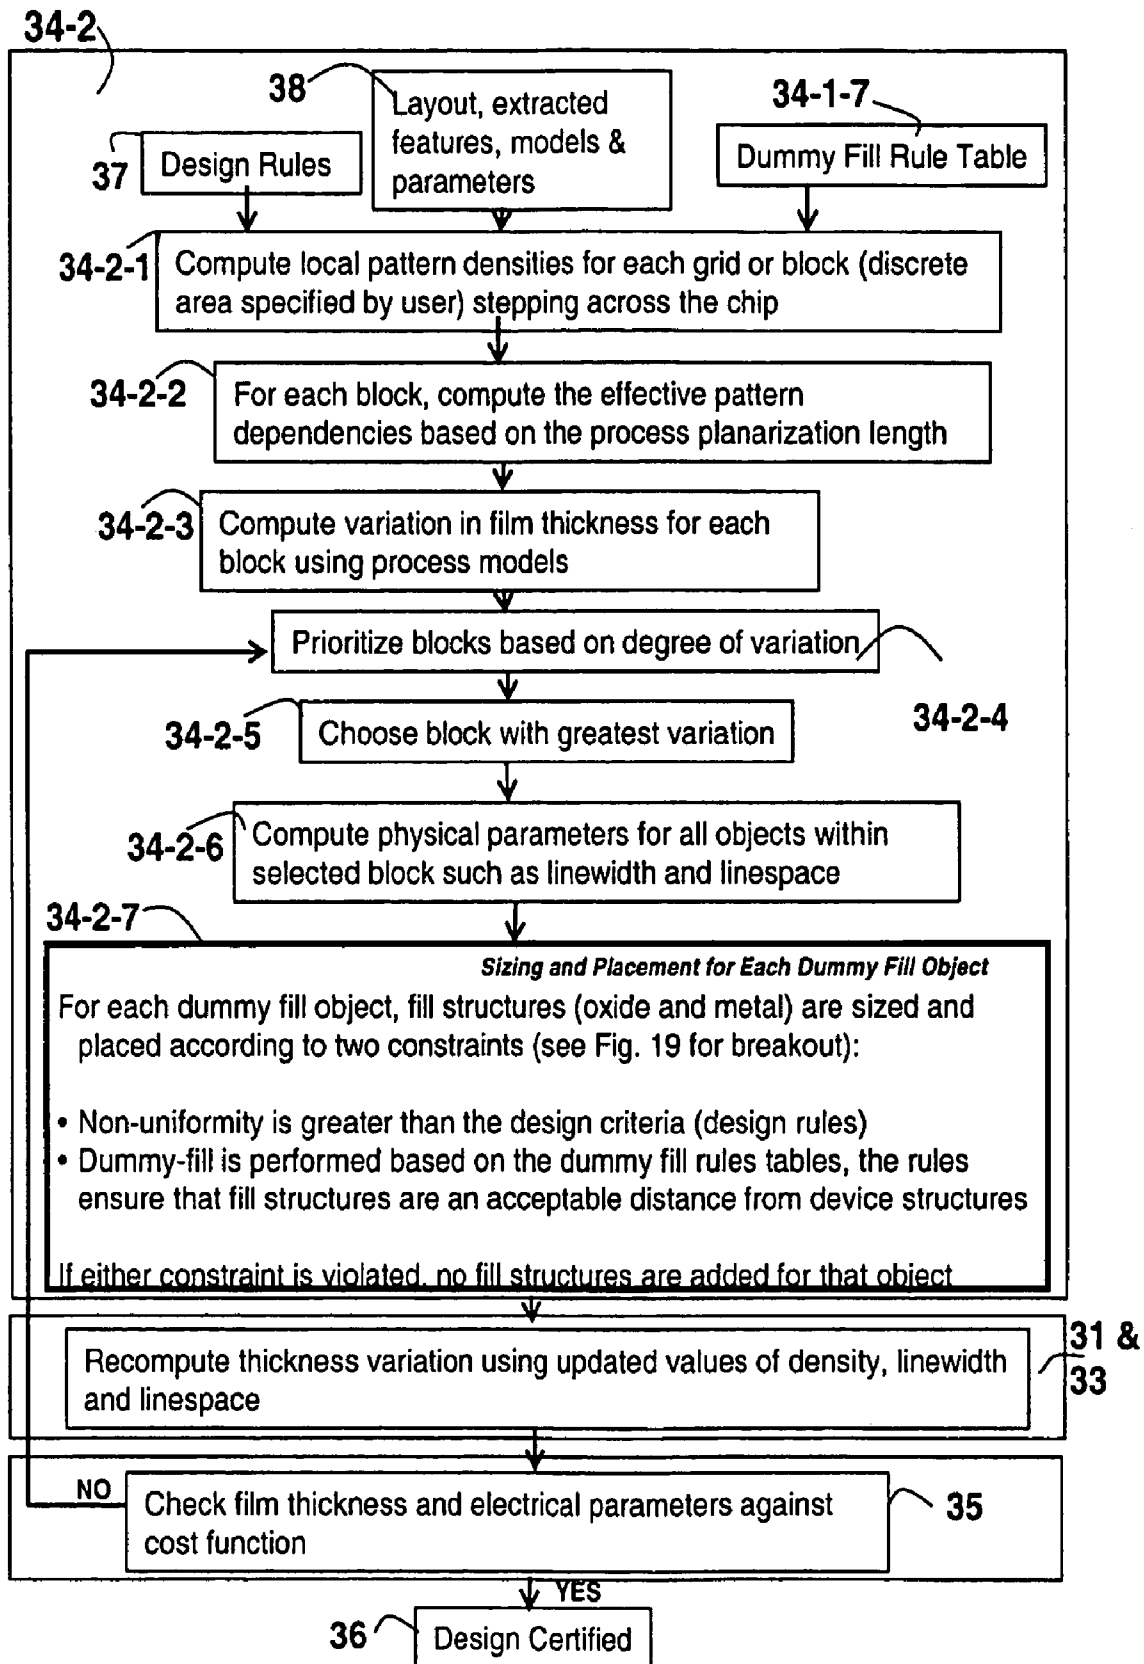 34-2
38
Layout, extracted
features, models &
parameters
34-1-7
Dummy Fill Rule Table
37
Design Rules
34-2-1
Compute local pattern densities for each grid or block (discrete
area specified by user) stepping across the chip
34-2-2
For each block, compute the effective pattern
dependencies based on the process planarization length
34-2-3
Compute variation in film thickness for each
block using process models
Prioritize blocks based on degree of variation
34-2-4
34-2-5
Choose block with greatest variation
34-2-6
Compute physical parameters for all objects within
selected block such as linewidth and linespace
34-2-7
Sizing and Placement for Each Dummy Fill Object
For each dummy fill object, fill structures (oxide and metal) are sized and
placed according to two constraints (see Fig. 19 for breakout):
• Non-uniformity is greater than the design criteria (design rules)
• Dummy-fill is performed based on the dummy fill rules tables, the rules
ensure that fill structures are an acceptable distance from device structures
If either constraint is violated, no fill structures are added for that object
31 &
33
Recompute thickness variation using updated values of density, linewidth
and linespace
NO
Check film thickness and electrical parameters against
cost function
35
YES
36
Design Certified